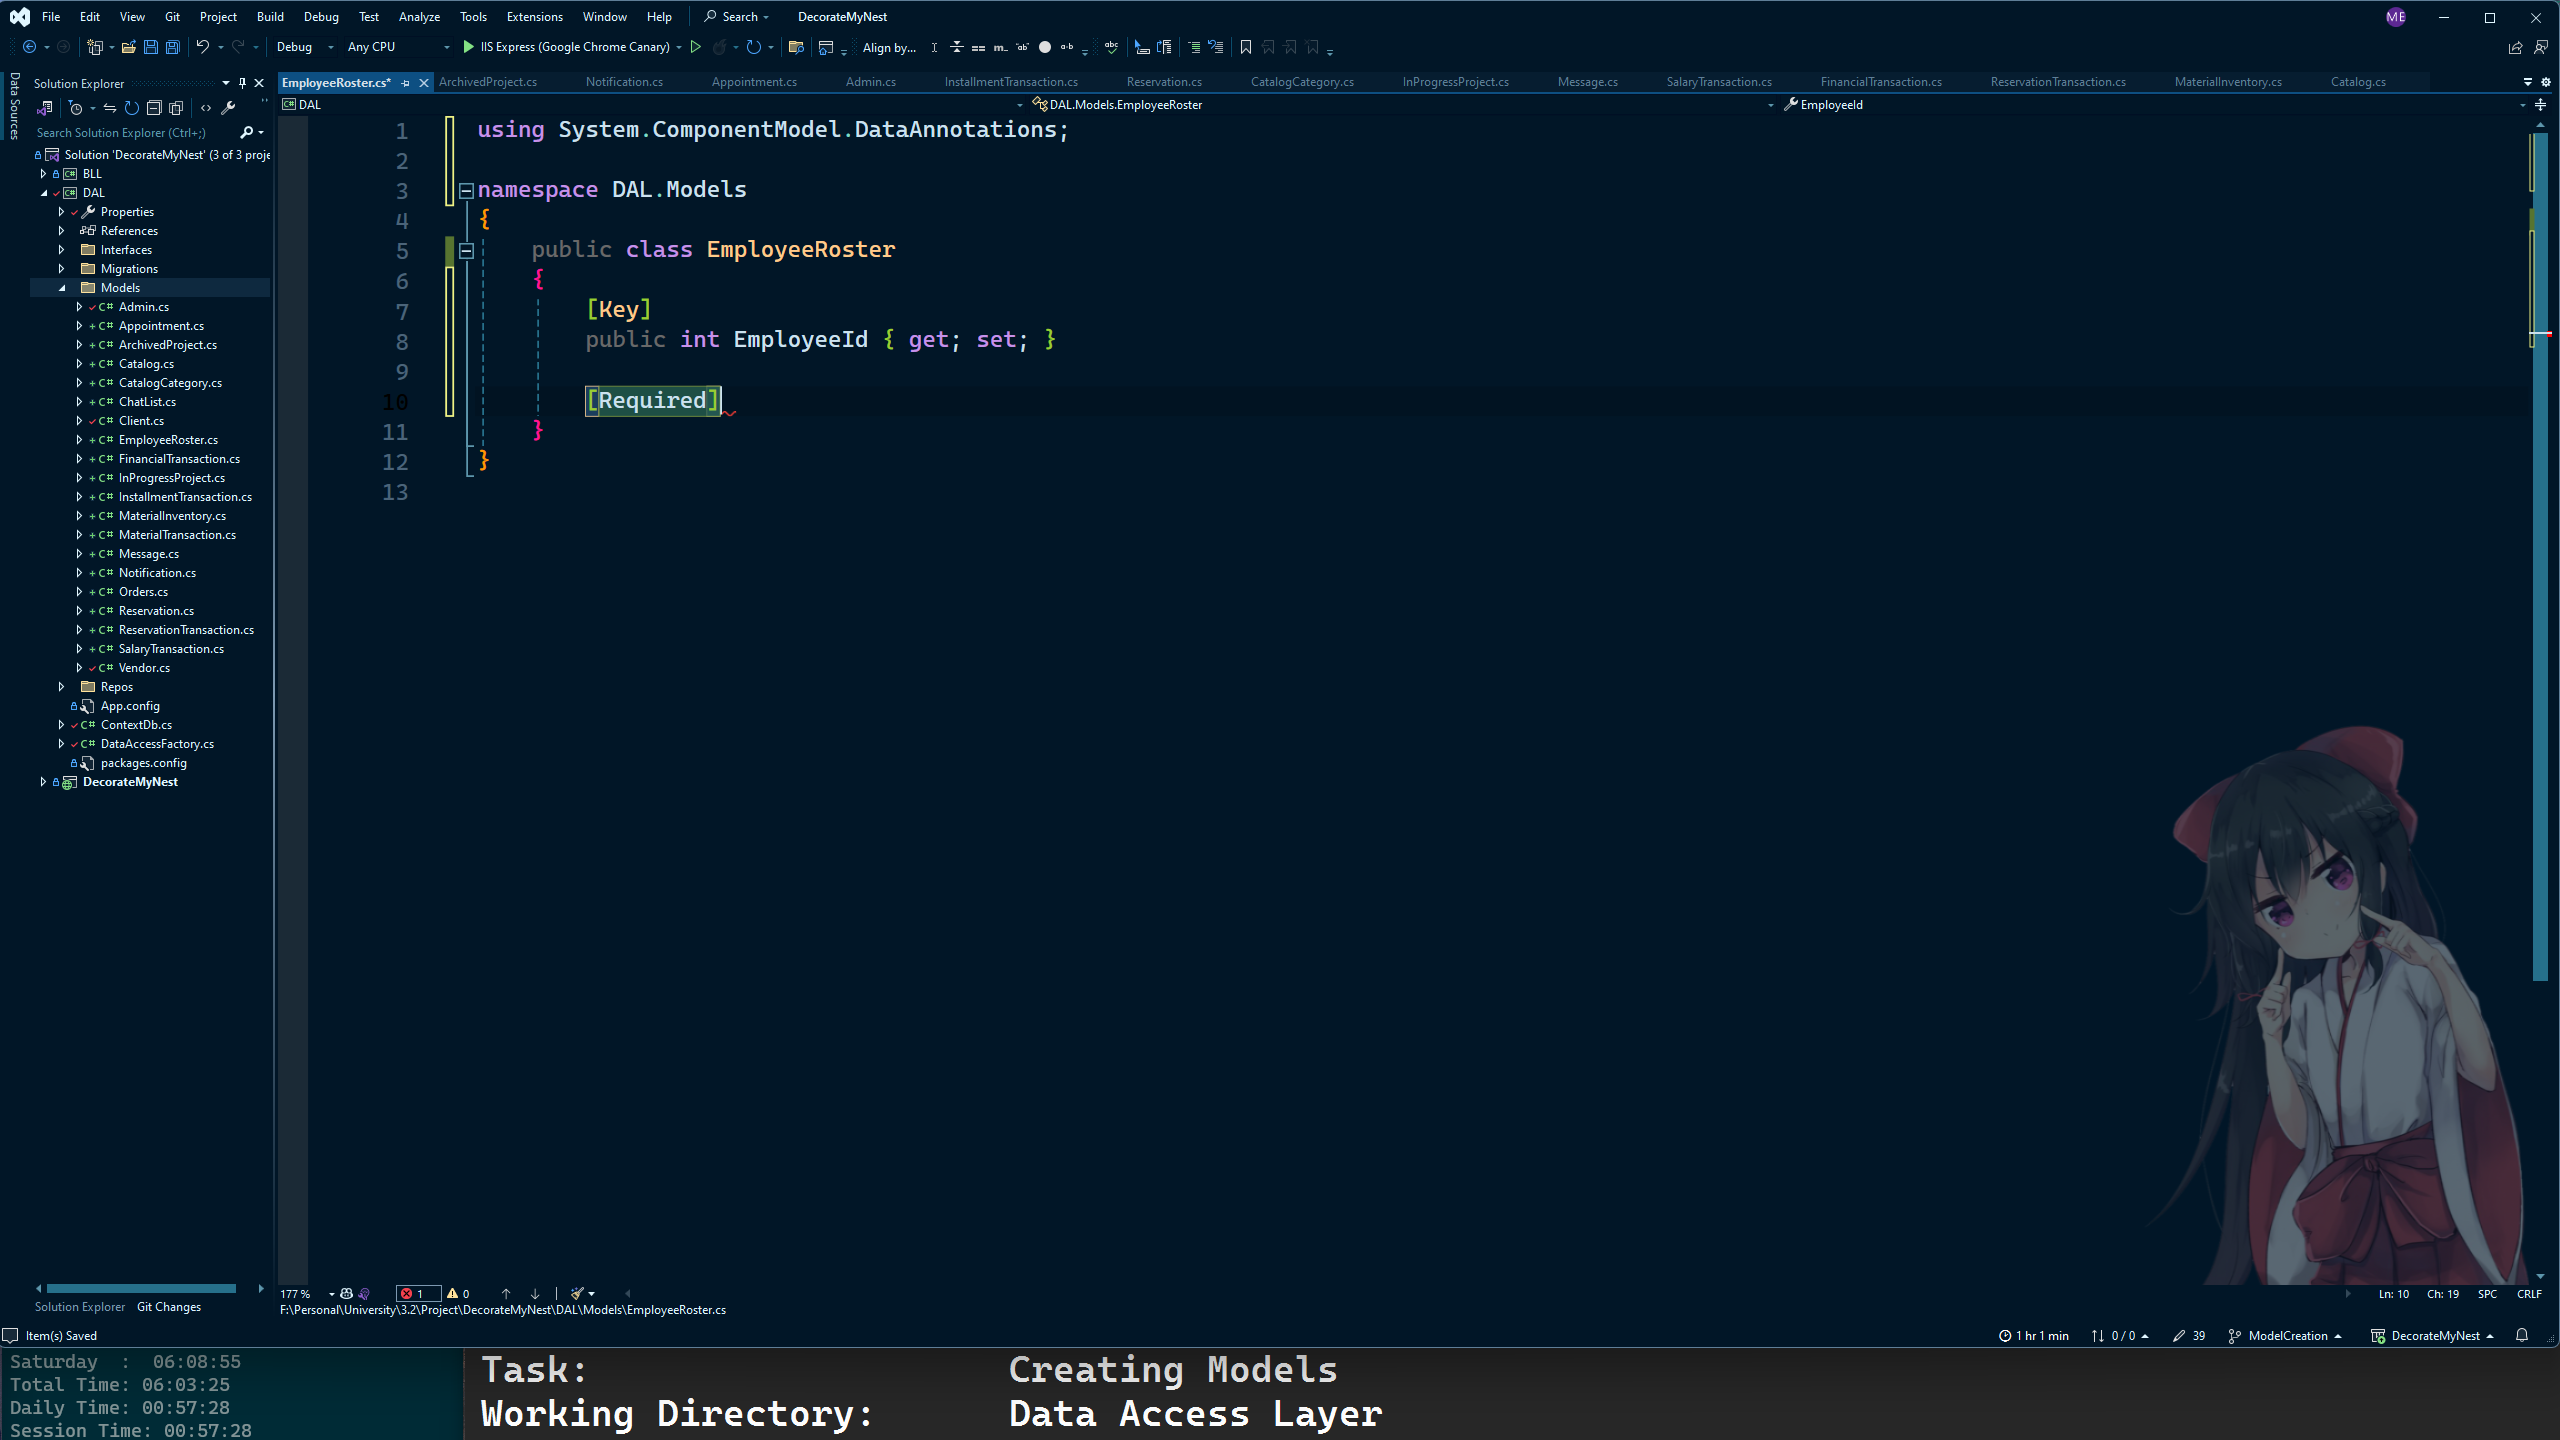 File Edit View Git Project Build Debug Test Analyze Tools Extensions Window Help Search DecorateMyNest ME
Debug Any CPU IIS Express (Google Chrome Canary) Align by...
Data Sources
Solution Explorer
Search Solution Explorer (Ctrl+;)
Solution 'DecorateMyNest' (3 of 3 proje
BLL
DAL
Properties
References
Interfaces
Migrations
Models
C# Admin.cs
C# Appointment.cs
C# ArchivedProject.cs
C# Catalog.cs
C# CatalogCategory.cs
C# ChatList.cs
C# Client.cs
C# EmployeeRoster.cs
C# FinancialTransaction.cs
C# InProgressProject.cs
C# InstallmentTransaction.cs
C# MaterialInventory.cs
C# MaterialTransaction.cs
C# Message.cs
C# Notification.cs
C# Orders.cs
C# Reservation.cs
C# ReservationTransaction.cs
C# SalaryTransaction.cs
C# Vendor.cs
Repos
App.config
C# ContextDb.cs
C# DataAccessFactory.cs
packages.config
DecorateMyNest
Solution Explorer Git Changes
EmployeeRoster.cs* ArchivedProject.cs Notification.cs Appointment.cs Admin.cs InstallmentTransaction.cs Reservation.cs CatalogCategory.cs InProgressProject.cs Message.cs SalaryTransaction.cs FinancialTransaction.cs ReservationTransaction.cs MaterialInventory.cs Catalog.cs
DAL DAL.Models.EmployeeRoster EmployeeId
1 using System.ComponentModel.DataAnnotations;
2
3 namespace DAL.Models
4 {
5 public class EmployeeRoster
6 {
7 [Key]
8 public int EmployeeId { get; set; }
9
10 [Required]
11 }
12 }
13
177 % 1 0 Ln: 10 Ch: 19 SPC CRLF
F:\Personal\University\3.2\Project\DecorateMyNest\DAL\Models\EmployeeRoster.cs
Item(s) Saved 1 hr 1 min 0 / 0 39 ModelCreation DecorateMyNest
Saturday : 06:08:55
Total Time: 06:03:25
Daily Time: 00:57:28
Session Time: 00:57:28
Task: Creating Models
Working Directory: Data Access Layer